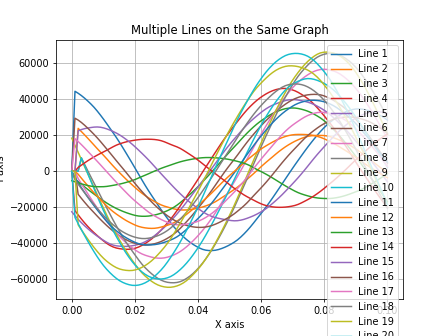 Multiple Lines on the Same Graph
60000
40000
20000
0
−20000
−40000
−60000
0.00
0.02
0.04
0.06
0.08
X axis
Line 1
Line 2
Line 3
Line 4
Line 5
Line 6
Line 7
Line 8
Line 9
Line 10
Line 11
Line 12
Line 13
Line 14
Line 15
Line 16
Line 17
Line 18
Line 19